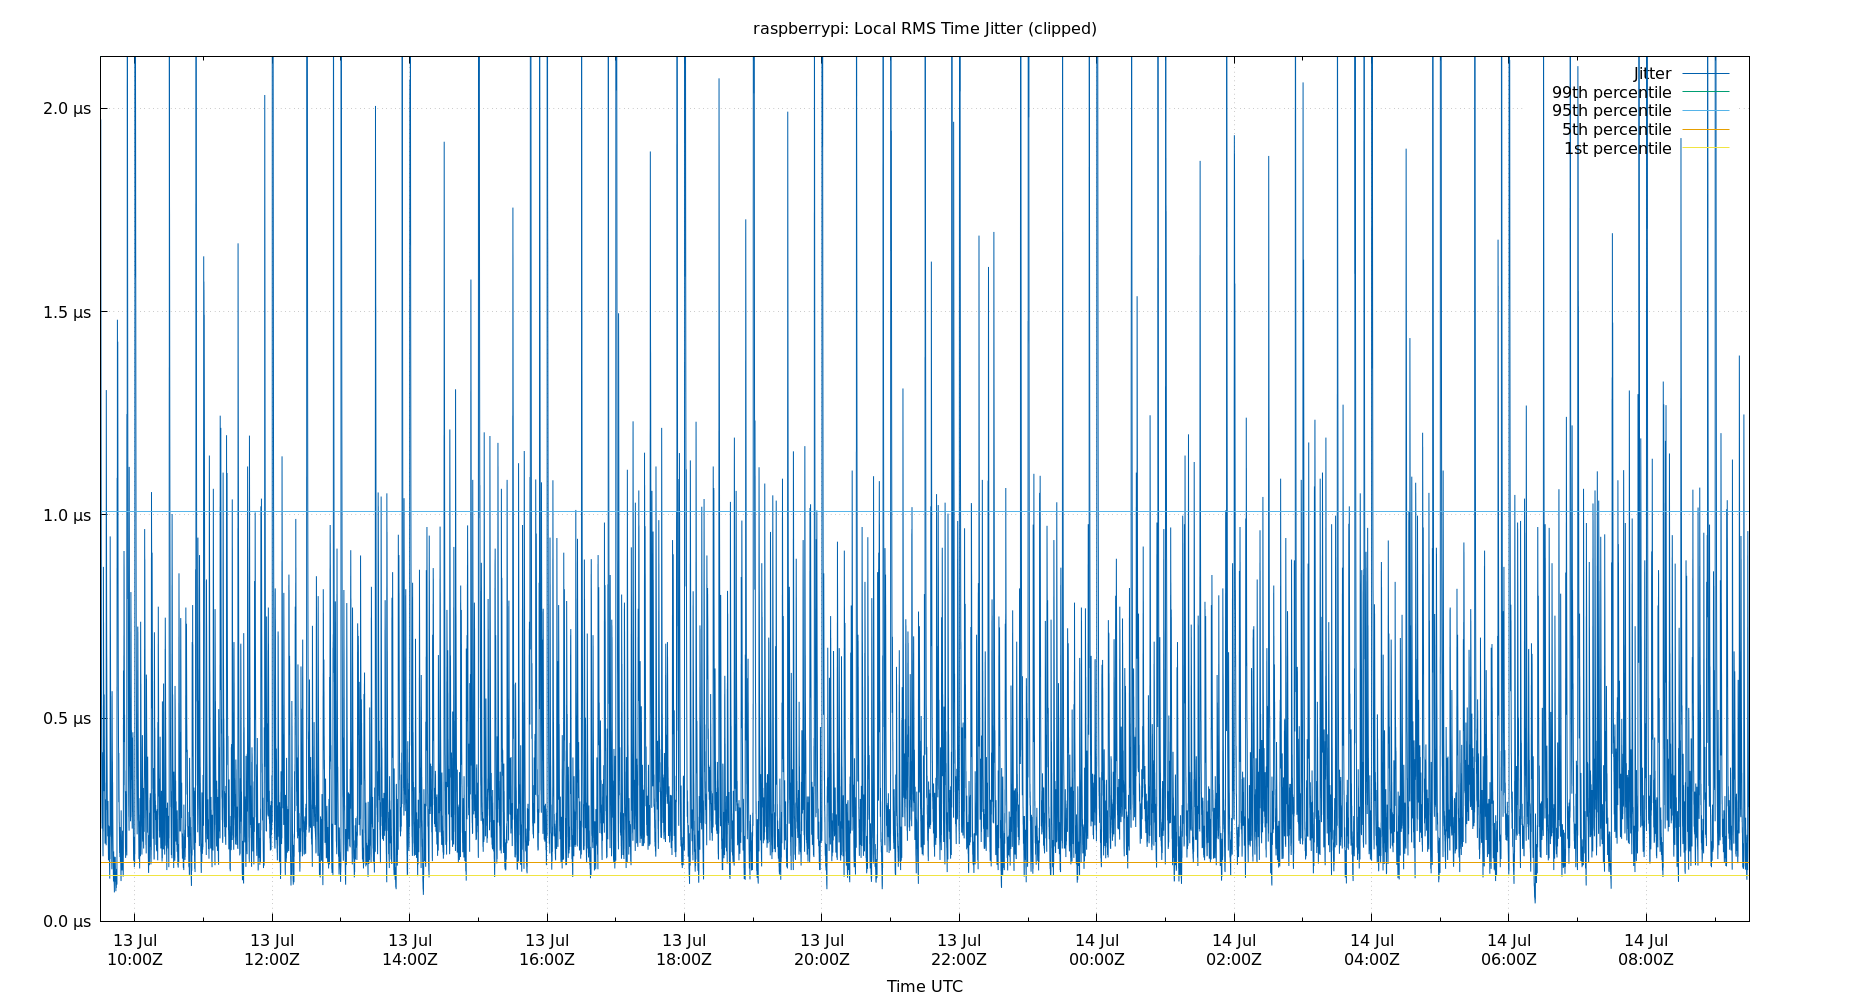 raspberrypi: Local RMS Time Jitter (clipped)
Jitter
99th percentile
95th percentile
5th percentile
1st percentile
2.0 µs
1.5 µs
1.0 µs
0.5 µs
0.0 µs
13 Jul 13 Jul 13 Jul 13 Jul 13 Jul 13 Jul 13 Jul 14 Jul 14 Jul 14 Jul 14 Jul 14 Jul
10:00Z 12:00Z 14:00Z 16:00Z 18:00Z 20:00Z 22:00Z 00:00Z 02:00Z 04:00Z 06:00Z 08:00Z
Time UTC